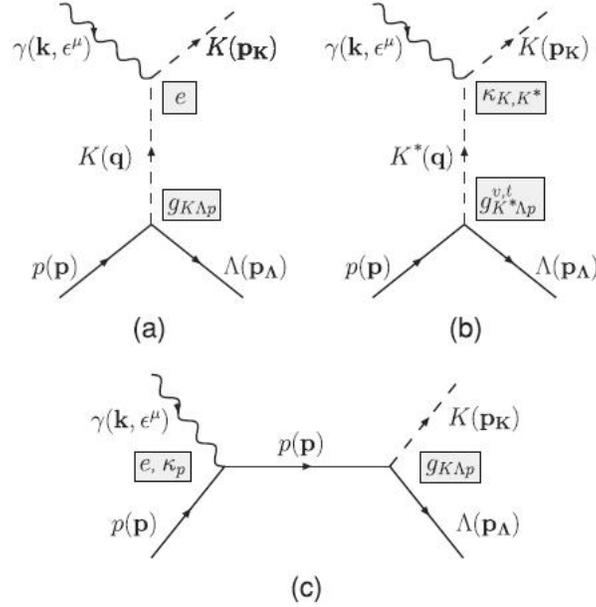 γ(k, ϵ^μ) K(p_K) γ(k, ϵ^μ) K(p_K)
e κ_{K,K*}
K(q) K*(q)
g_{KΛp} g^{v,t}_{K*Λp}
p(p) Λ(p_Λ) p(p) Λ(p_Λ)
(a) (b)
γ(k, ϵ^μ) K(p_K)
p(p)
e, κ_p g_{KΛp}
p(p) Λ(p_Λ)
(c)